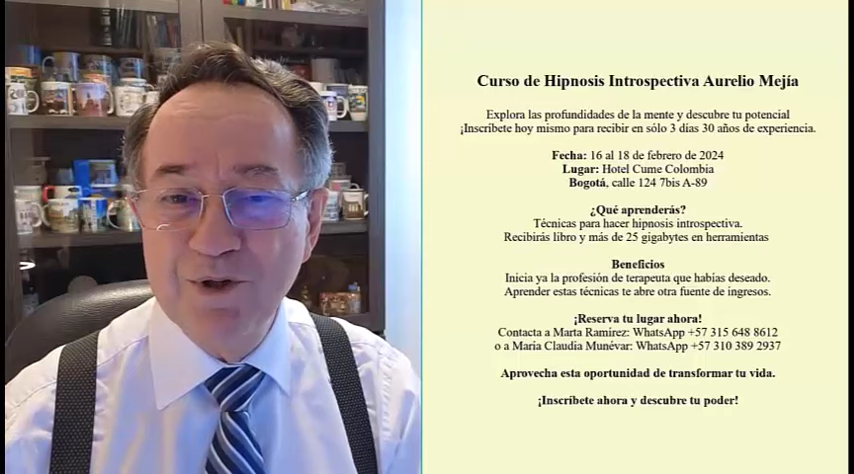 Curso de Hipnosis Introspectiva Aurelio Mejía
Explora las profundidades de la mente y descubre tu potencial
¡Inscríbete hoy mismo para recibir en sólo 3 días 30 años de experiencia.
Fecha: 16 al 18 de febrero de 2024
Lugar: Hotel Cume Colombia
Bogotá, calle 124 7bis A-89
¿Qué aprenderás?
Técnicas para hacer hipnosis introspectiva.
Recibirás libro y más de 25 gigabytes en herramientas
Beneficios
Inicia ya la profesión de terapeuta que habías deseado.
Aprender estas técnicas te abre otra fuente de ingresos.
¡Reserva tu lugar ahora!
Contacta a Marta Ramírez: WhatsApp +57 315 648 8612
o a María Claudia Munévar: WhatsApp +57 310 389 2937
Aprovecha esta oportunidad de transformar tu vida.
¡Inscríbete ahora y descubre tu poder!